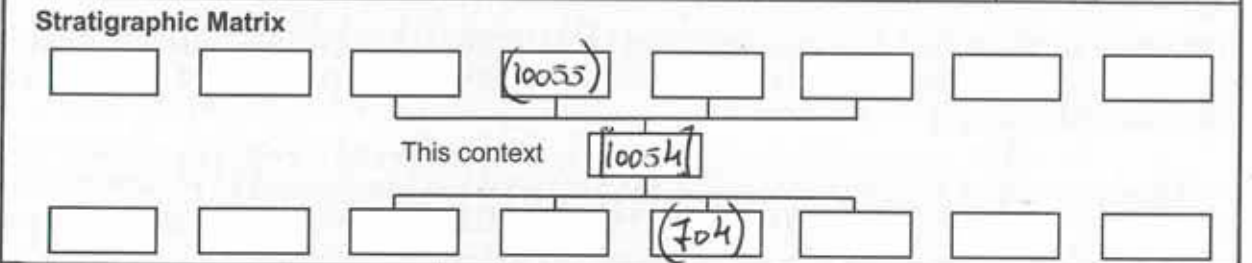 Stratigraphic Matrix
(10055)
This context [10054]
(704)